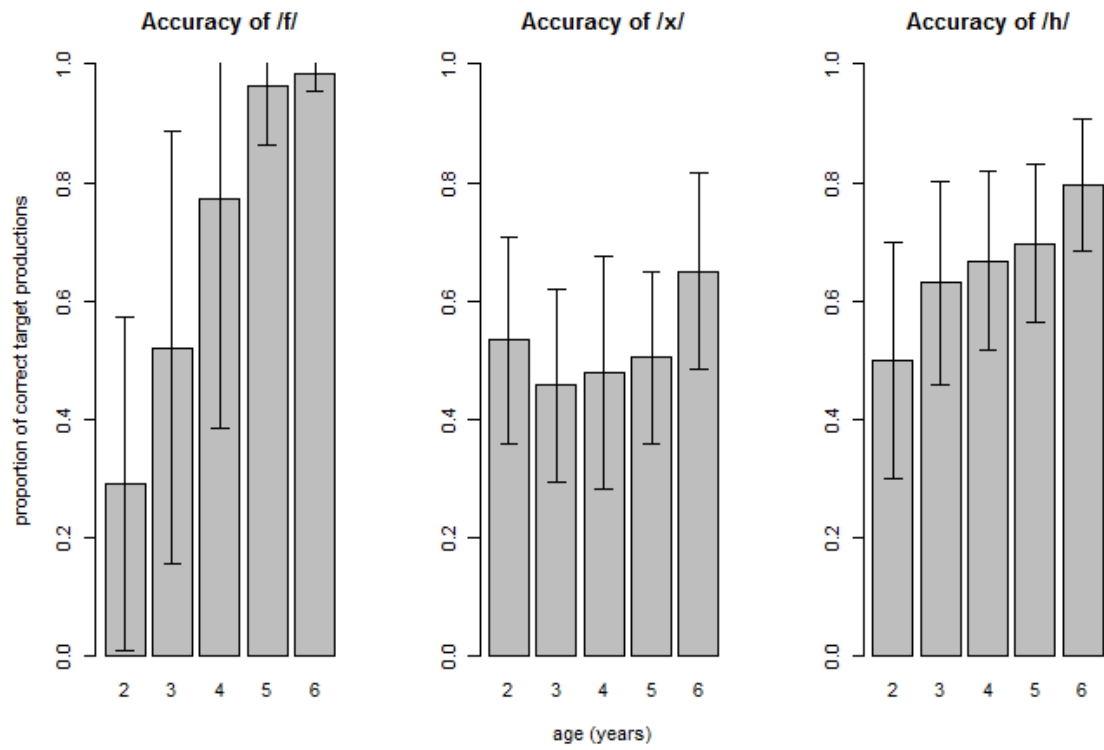 Accuracy of /f/
Accuracy of /x/
Accuracy of /h/
proportion of correct target productions
1.0
0.8
0.6
0.4
0.2
0.0
2 3 4 5 6
1.0
0.8
0.6
0.4
0.2
0.0
2 3 4 5 6
1.0
0.8
0.6
0.4
0.2
0.0
2 3 4 5 6
age (years)